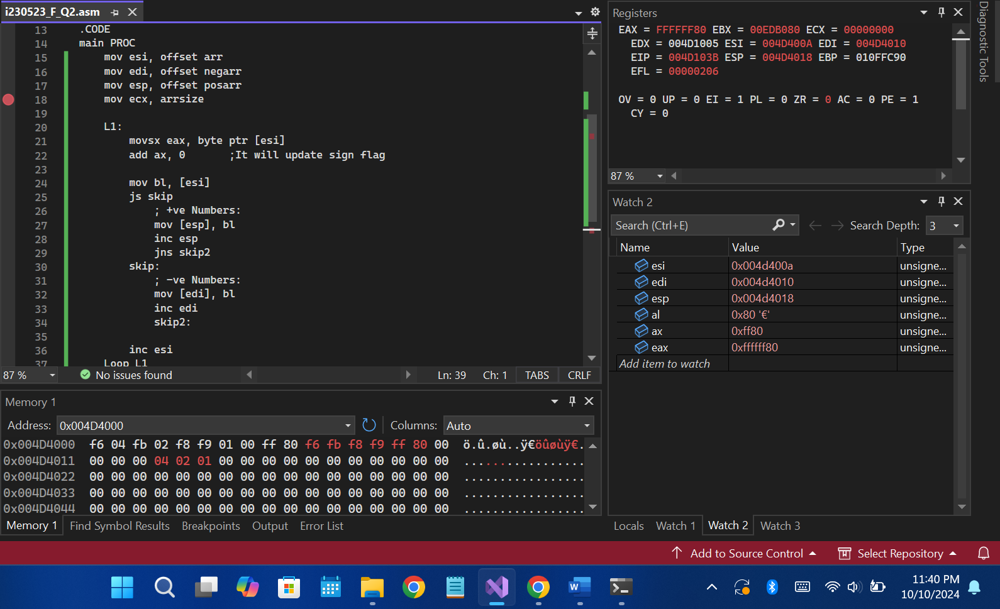 i230523_F_Q2.asm
13 .CODE
14 main PROC
15 mov esi, offset arr
16 mov edi, offset negarr
17 mov esp, offset posarr
18 mov ecx, arrsize
19
20 L1:
21 movsx eax, byte ptr [esi]
22 add ax, 0 ;It will update sign flag
23
24 mov bl, [esi]
25 js skip
26 ; +ve Numbers:
27 mov [esp], bl
28 inc esp
29 jns skip2
30 skip:
31 ; -ve Numbers:
32 mov [edi], bl
33 inc edi
34 skip2:
35
36 inc esi
37 Loop L1
87 % No issues found Ln: 39 Ch: 1 TABS CRLF
Memory 1
Address: 0x004D4000 Columns: Auto
0x004D4000 f6 04 fb 02 f8 f9 01 00 ff 80 f6 fb f8 f9 ff 80 00 ö.û.øù..ÿ€öûøùÿ€.
0x004D4011 00 00 00 04 02 01 00 00 00 00 00 00 00 00 00 00 00 .................
0x004D4022 00 00 00 00 00 00 00 00 00 00 00 00 00 00 00 00 00 .................
0x004D4033 00 00 00 00 00 00 00 00 00 00 00 00 00 00 00 00 00 .................
0x004D4044 00 00 00 00 00 00 00 00 00 00 00 00 00 00 00 00 00 .................
Memory 1 Find Symbol Results Breakpoints Output Error List
Registers
EAX = FFFFFF80 EBX = 00EDB080 ECX = 00000000
EDX = 004D1005 ESI = 004D400A EDI = 004D4010
EIP = 004D103B ESP = 004D4018 EBP = 010FFC90
EFL = 00000206
OV = 0 UP = 0 EI = 1 PL = 0 ZR = 0 AC = 0 PE = 1
CY = 0
87 %
Watch 2
Search (Ctrl+E) Search Depth: 3
Name Value Type
esi 0x004d400a unsigne...
edi 0x004d4010 unsigne...
esp 0x004d4018 unsigne...
al 0x80 '€' unsigne...
ax 0xff80 unsigne...
eax 0xffffff80 unsigne...
Add item to watch
Locals Watch 1 Watch 2 Watch 3
Diagnostic Tools
Add to Source Control Select Repository
W
11:40 PM
10/10/2024